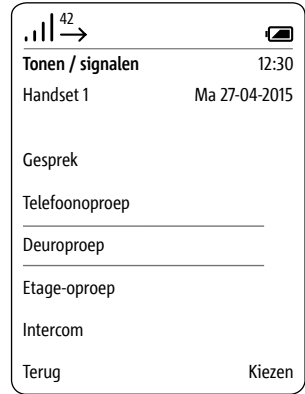 42
Tonen / signalen 12:30
Handset 1 Ma 27-04-2015
Gesprek
Telefoonoproep
Deuroproep
Etage-oproep
Intercom
Terug Kiezen